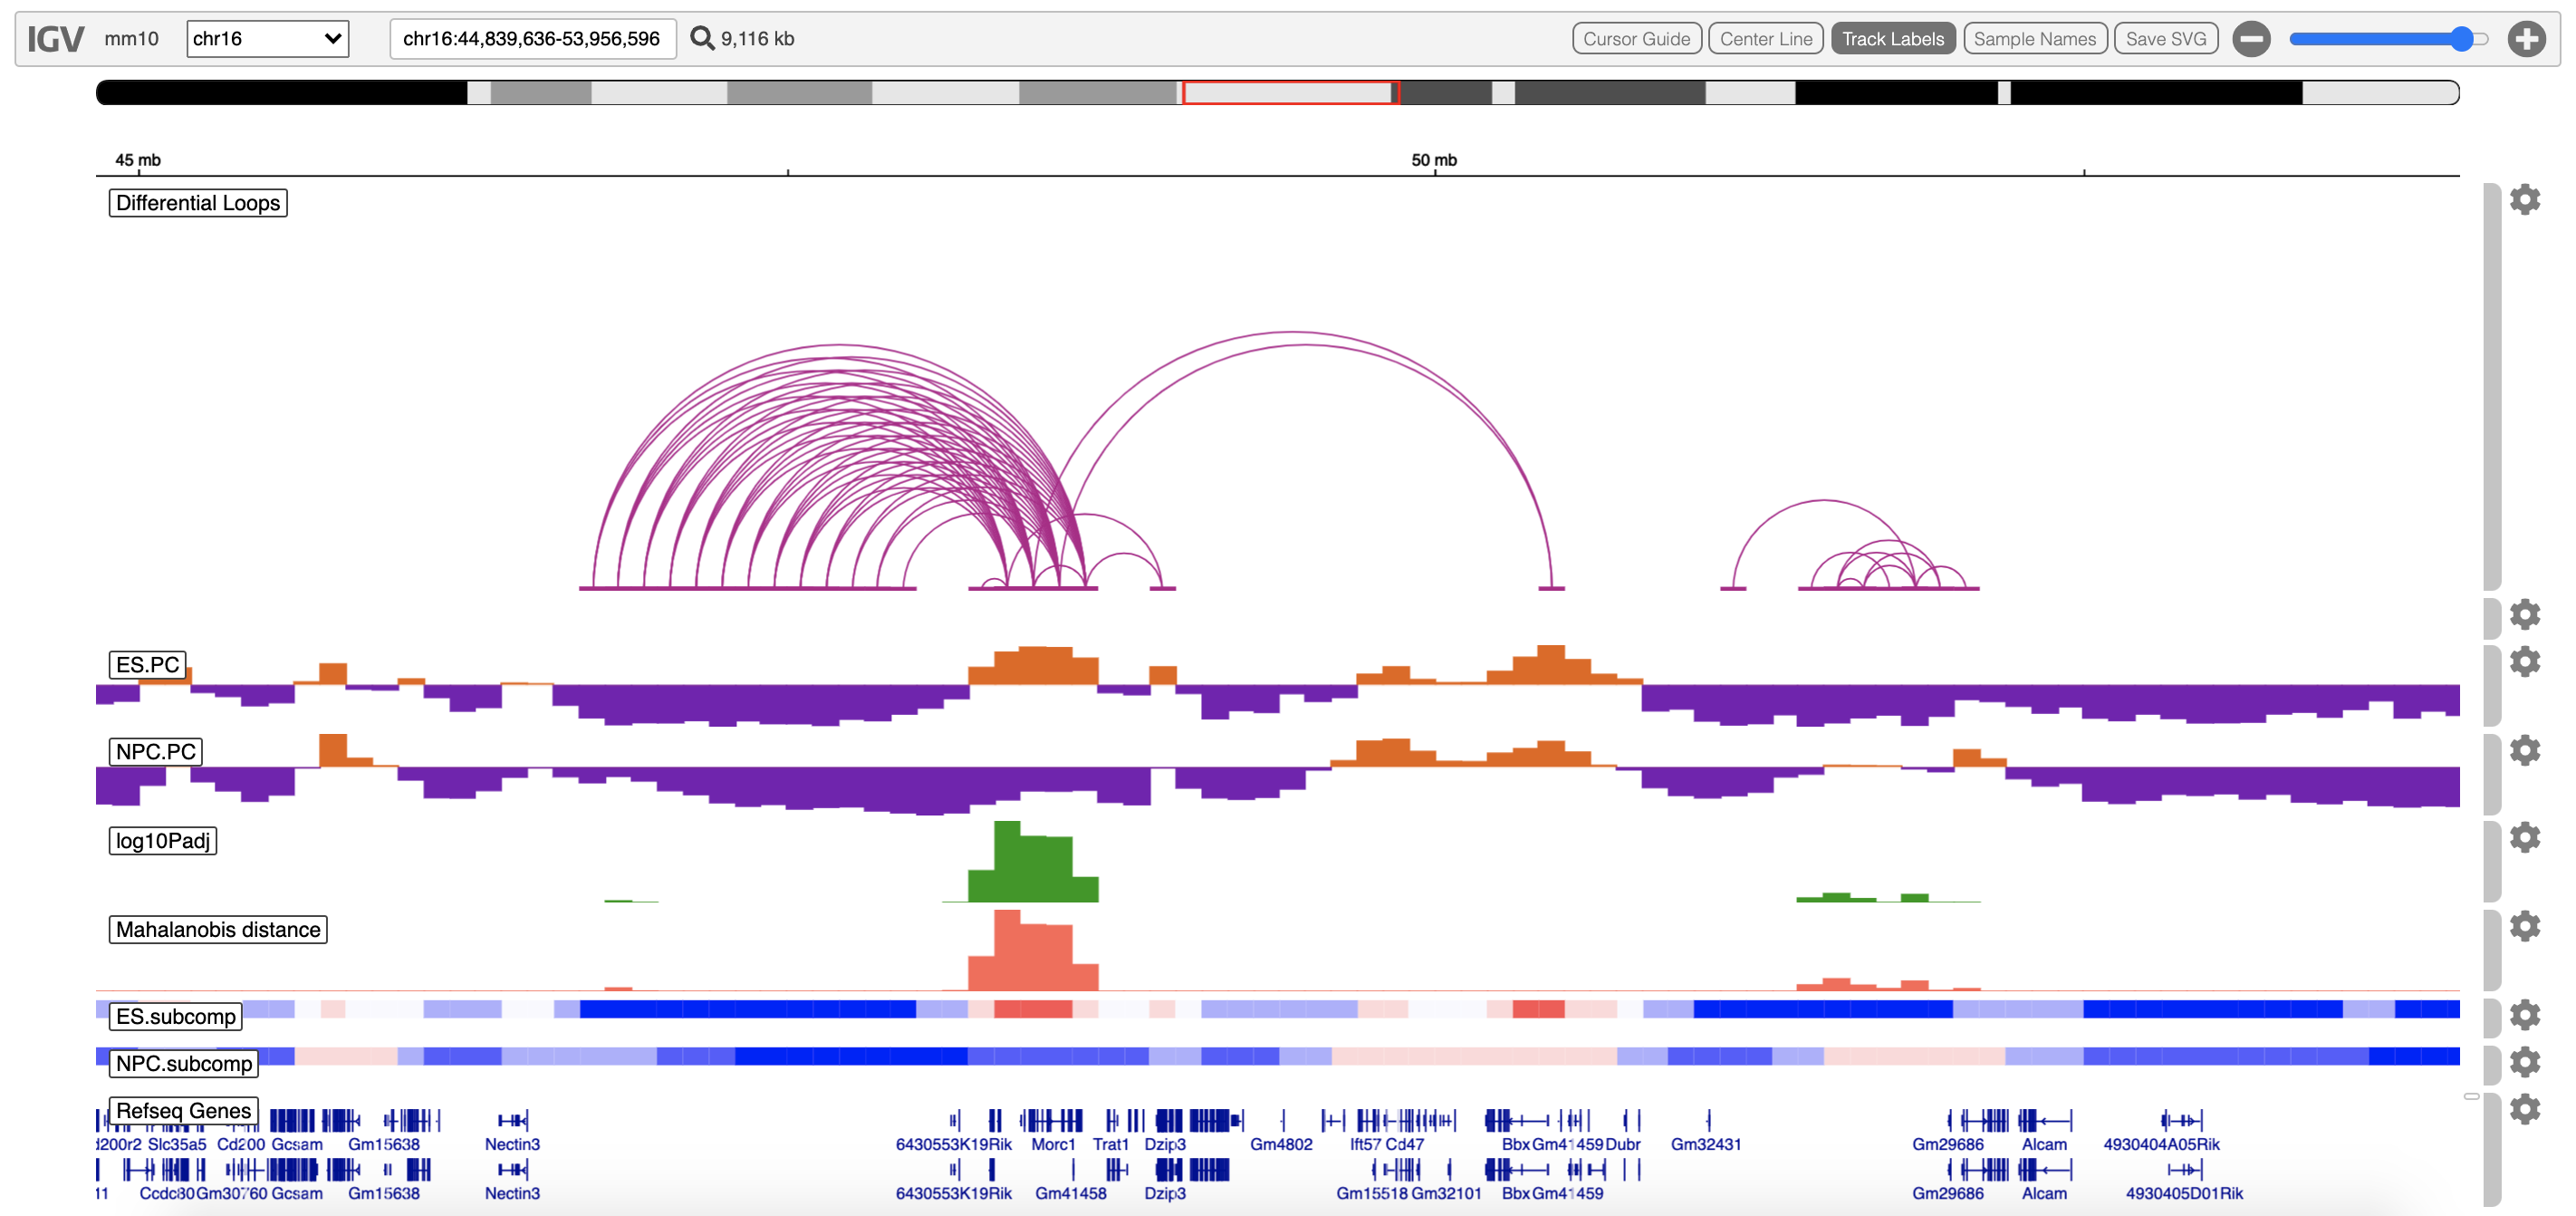 IGV mm10 chr16 chr16:44,839,636-53,956,596 9,116 kb Cursor Guide Center Line Track Labels Sample Names Save SVG
45 mb 50 mb
Differential Loops
ES.PC
NPC.PC
log10Padj
Mahalanobis distance
ES.subcomp
NPC.subcomp
Refseq Genes
d200r2 Slc35a5 Cd200 Gcsam Gm15638 Nectin3 6430553K19Rik Morc1 Trat1 Dzip3 Gm4802 Ift57 Cd47 Bbx Gm41459 Dubr Gm32431 Gm29686 Alcam 4930404A05Rik
11 Ccdc80 Gm30760 Gcsam Gm15638 Nectin3 6430553K19Rik Gm41458 Dzip3 Gm15518 Gm32101 Bbx Gm41459 Gm29686 Alcam 4930405D01Rik